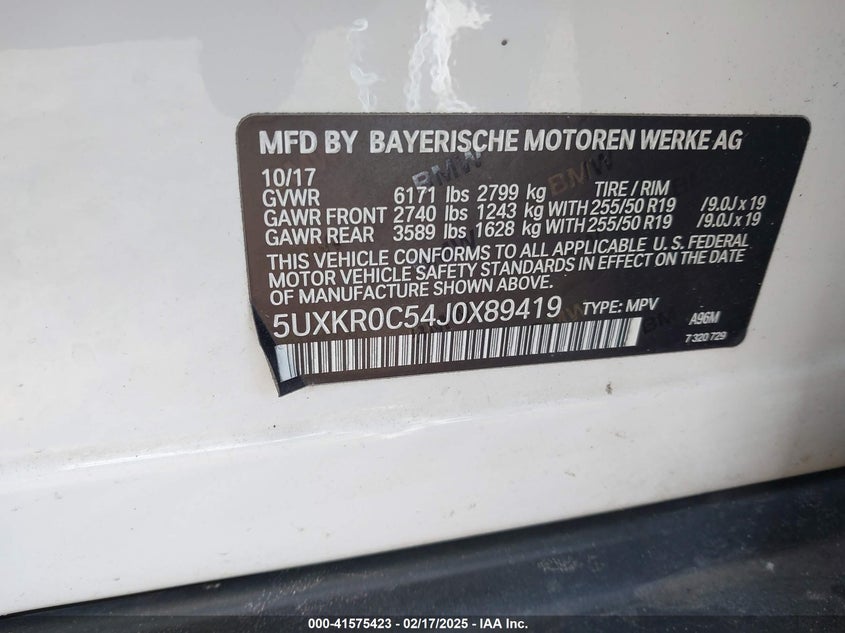 MFD BY BAYERISCHE MOTOREN WERKE AG
10/17 TIRE / RIM
GVWR 6171 lbs 2799 kg
GAWR FRONT 2740 lbs 1243 kg WITH 255/50 R19 /9.0J x 19
GAWR REAR 3589 lbs 1628 kg WITH 255/50 R19 /9.0J x 19
THIS VEHICLE CONFORMS TO ALL APPLICABLE U.S. FEDERAL
MOTOR VEHICLE SAFETY STANDARDS IN EFFECT ON THE DATE
OF MANUFACTURE SHOWN ABOVE.
5UXKR0C54J0X89419 TYPE: MPV A96M
7 320 729
BMW
BMW
BMW
000-41575423 - 02/17/2025 - IAA Inc.